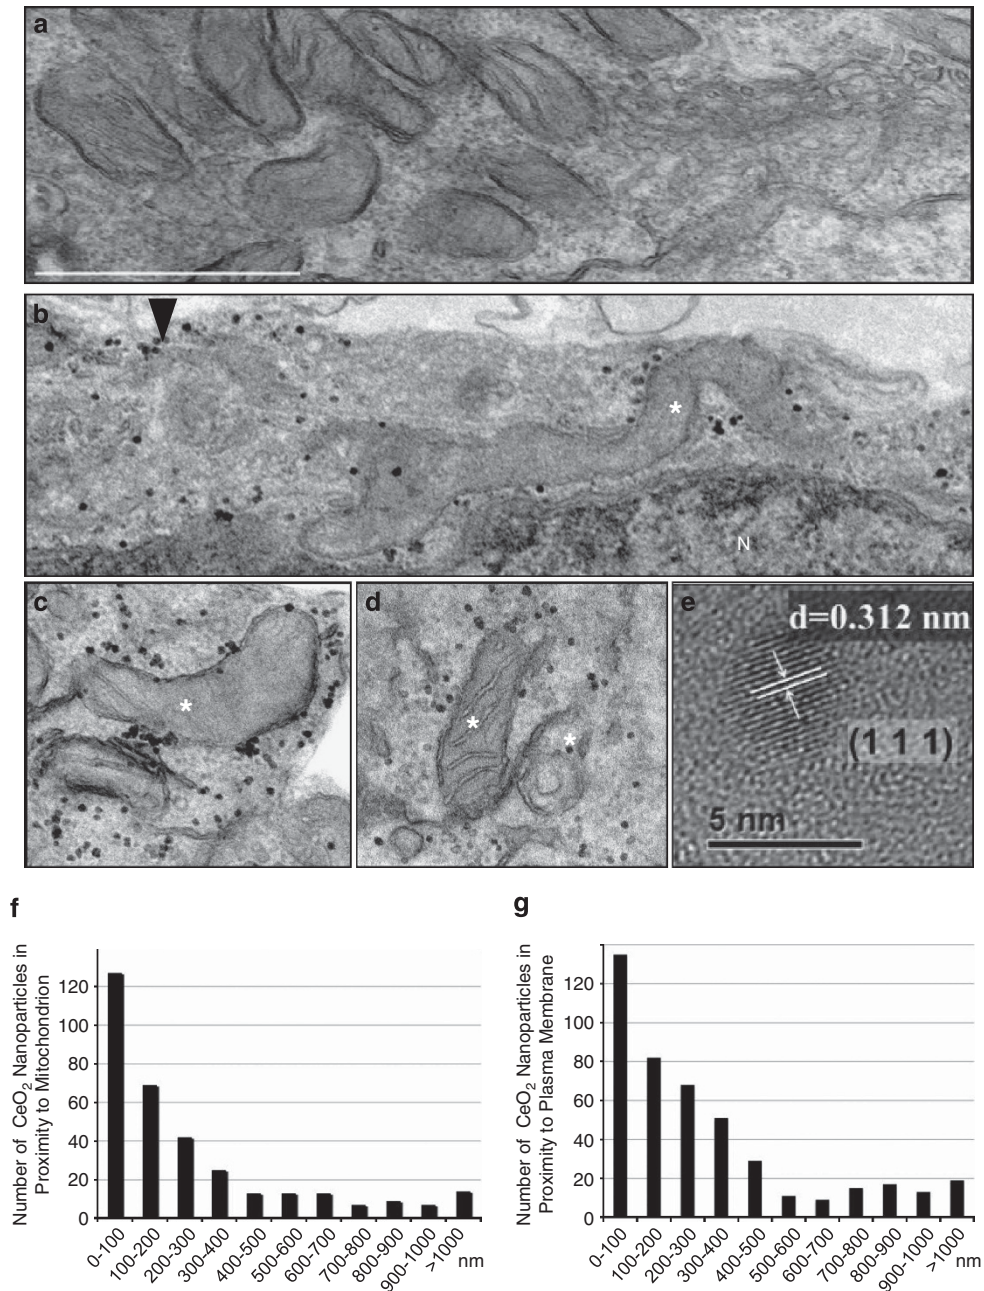 a
b
*
N
c
*
d
*
*
e
d=0.312 nm
(1 1 1)
5 nm
f
Number of CeO2 Nanoparticles in
Proximity to Mitochondrion
120
100
80
60
40
20
0
0-100
100-200
200-300
300-400
400-500
500-600
600-700
700-800
800-900
900-1000
>1000
nm
g
Number of CeO2 Nanoparticles in
Proximity to Plasma Membrane
120
100
80
60
40
20
0
0-100
100-200
200-300
300-400
400-500
500-600
600-700
700-800
800-900
900-1000
>1000
nm